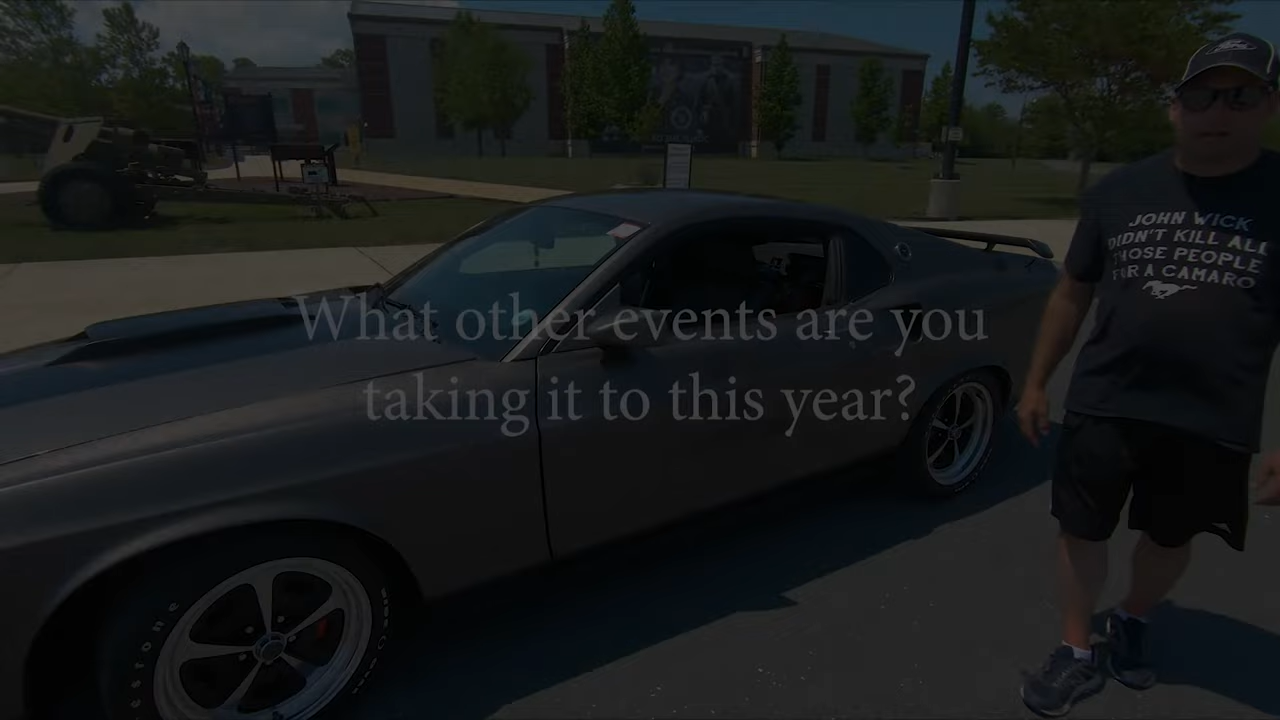 JOHN WICK
DIDN'T KILL ALL
THOSE PEOPLE
FOR A CAMARO
What other events are you
taking it to this year?